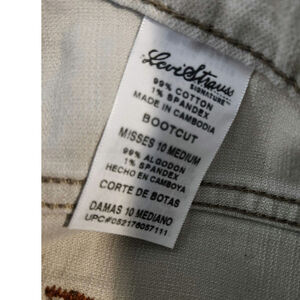 Levi Strauss
SIGNATURE
99% COTTON
1% SPANDEX
MADE IN CAMBODIA
BOOTCUT
MISSES 10 MEDIUM
99% ALGODON
1% SPANDEX
HECHO EN CAMBOYA
CORTE DE BOTAS
DAMAS 10 MEDIANO
UPC#052176057111